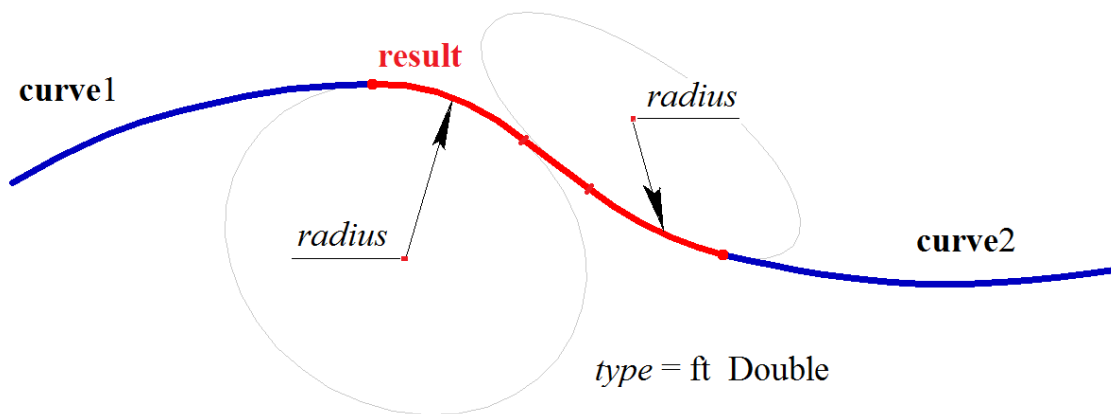 result
curve1
radius
radius
curve2
type = ft Double